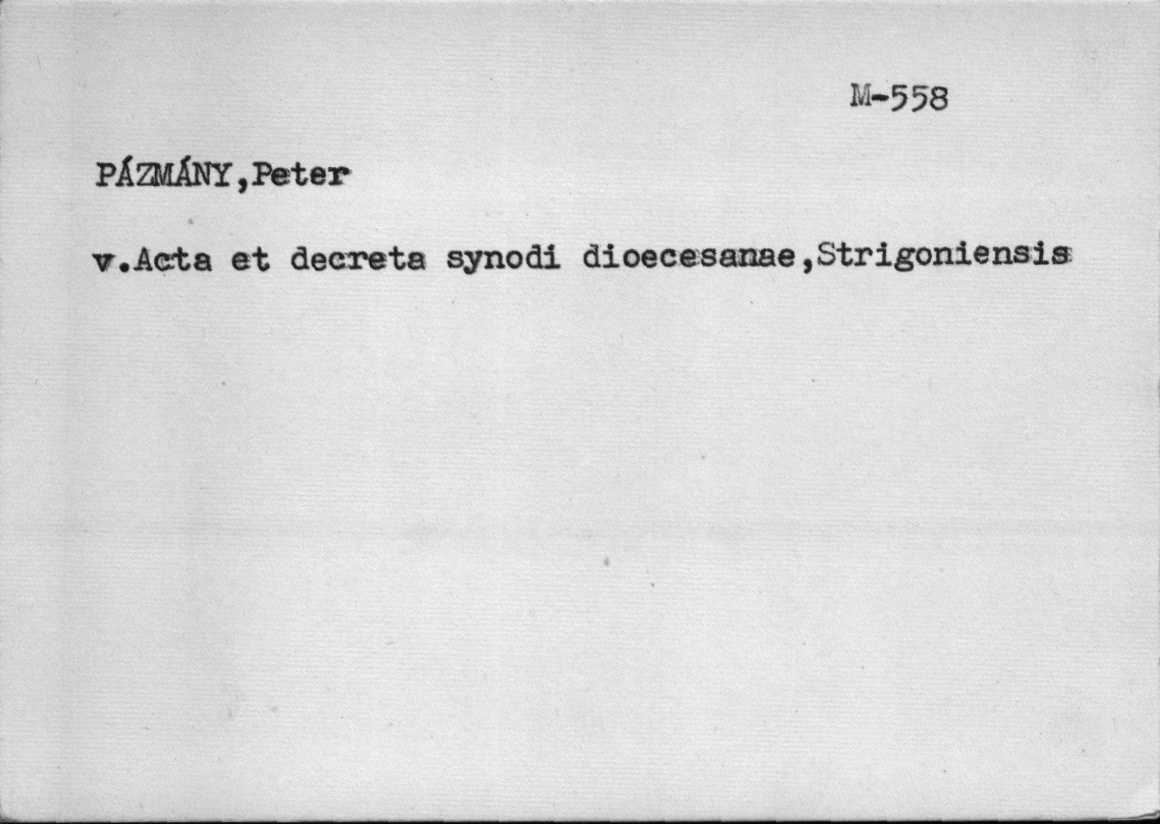 M-558
PÁZMÁNY,Peter
v.Acta et decreta synodi dioecesanae,Strigoniensis